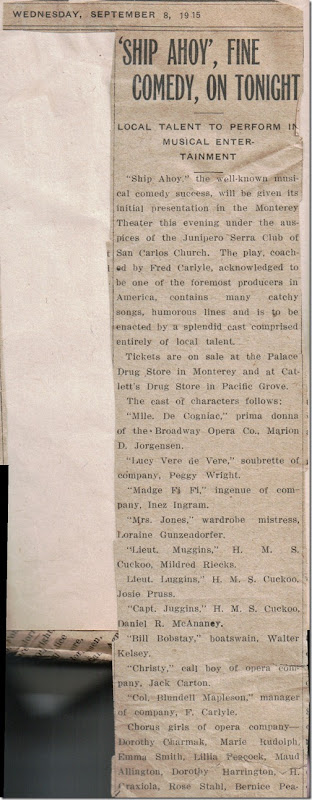 WEDNESDAY, SEPTEMBER 8, 1915
'SHIP AHOY', FINE
COMEDY, ON TONIGHT
LOCAL TALENT TO PERFORM IN
MUSICAL ENTER-
TAINMENT
"Ship Ahoy," the well-known musi-
cal comedy success, will be given its
initial presentation in the Monterey
Theater this evening under the aus-
pices of the Junipero Serra Club of
San Carlos Church. The play, coach-
ed by Fred Carlyle, acknowledged to
be one of the foremost producers in
America, contains many catchy
songs, humorous lines and is to be
enacted by a splendid cast comprised
entirely of local talent.
Tickets are on sale at the Palace
Drug Store in Monterey and at Cat-
lett's Drug Store in Pacific Grove.
The cast of characters follows:
"Mlle. De Cogniac," prima donna
of the Broadway Opera Co., Marion
D. Jorgensen.
"Lucy Vere de Vere," soubrette of
company, Peggy Wright.
"Madge Fi Fi," ingenue of com-
pany, Inez Ingram.
"Mrs. Jones," wardrobe mistress,
Loraine Gunzendorfer.
"Lieut. Muggins," H. M. S.
Cuckoo, Mildred Riecks.
Lieut. Luggins," H. M. S. Cuckoo,
Josie Pruss.
"Capt. Juggins," H. M. S. Cuckoo,
Daniel R. McAnaney.
"Bill Bobstay," boatswain, Walter
Kelsey.
"Christy," call boy of opera com-
pany, Jack Carton.
"Col. Blundell Mapleson," manager
of company, F. Carlyle.
Chorus girls of opera company—
Dorothy Charmak, Marie Rudolph,
Emma Smith, Lillia Peacock, Maud
Allington, Dorothy Harrington, H.
Graxiola, Rose Stahl, Bernice Pea-